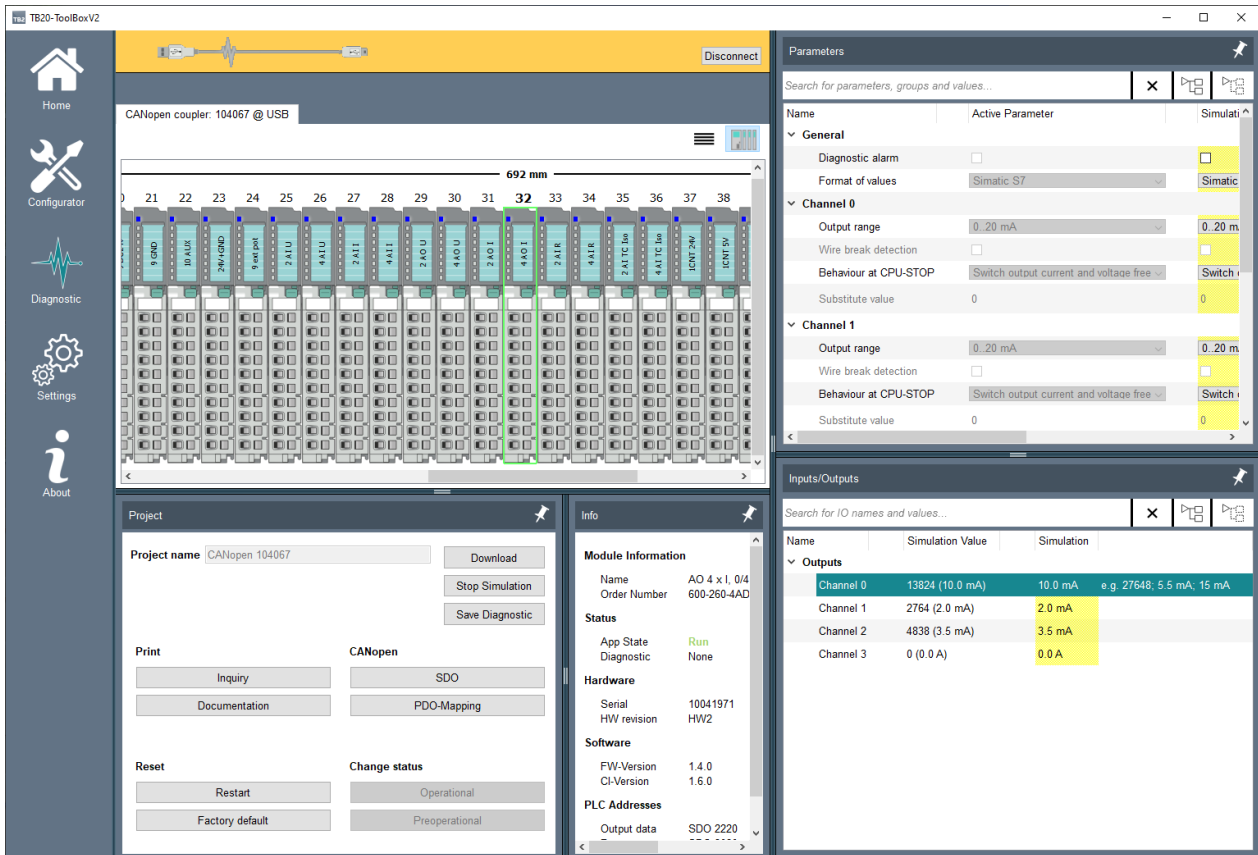 TB20-ToolBoxV2
Home
Configurator
Diagnostic
Settings
About
Disconnect
CANopen coupler: 104067 @ USB
692 mm
21 22 23 24 25 26 27 28 29 30 31 32 33 34 35 36 37 38
9 GND
10 AUX
24V+GND
9 ext pot
2 AI U
4 AI U
2 A I I
4 A I I
2 AO U
4 AO U
2 AO I
4 AO I
2 AI R
4 AI R
2 AI TC Iso
4 AI TC Iso
1CNT 24V
1CNT 5V
Project
Project name CANopen 104067
Download
Stop Simulation
Save Diagnostic
Print CANopen
Inquiry SDO
Documentation PDO-Mapping
Reset Change status
Restart Operational
Factory default Preoperational
Info
Module Information
Name AO 4 x I, 0/4
Order Number 600-260-4AD
Status
App State Run
Diagnostic None
Hardware
Serial 10041971
HW revision HW2
Software
FW-Version 1.4.0
CI-Version 1.6.0
PLC Addresses
Output data SDO 2220
Parameters
Search for parameters, groups and values...
Name Active Parameter Simulati
General
Diagnostic alarm
Format of values Simatic S7 Simatic
Channel 0
Output range 0..20 mA 0..20 m
Wire break detection
Behaviour at CPU-STOP Switch output current and voltage free Switch
Substitute value 0 0
Channel 1
Output range 0..20 mA 0..20 m
Wire break detection
Behaviour at CPU-STOP Switch output current and voltage free Switch
Substitute value 0 0
Inputs/Outputs
Search for IO names and values...
Name Simulation Value Simulation
Outputs
Channel 0 13824 (10.0 mA) 10.0 mA e.g. 27648; 5.5 mA; 15 mA
Channel 1 2764 (2.0 mA) 2.0 mA
Channel 2 4838 (3.5 mA) 3.5 mA
Channel 3 0 (0.0 A) 0.0 A